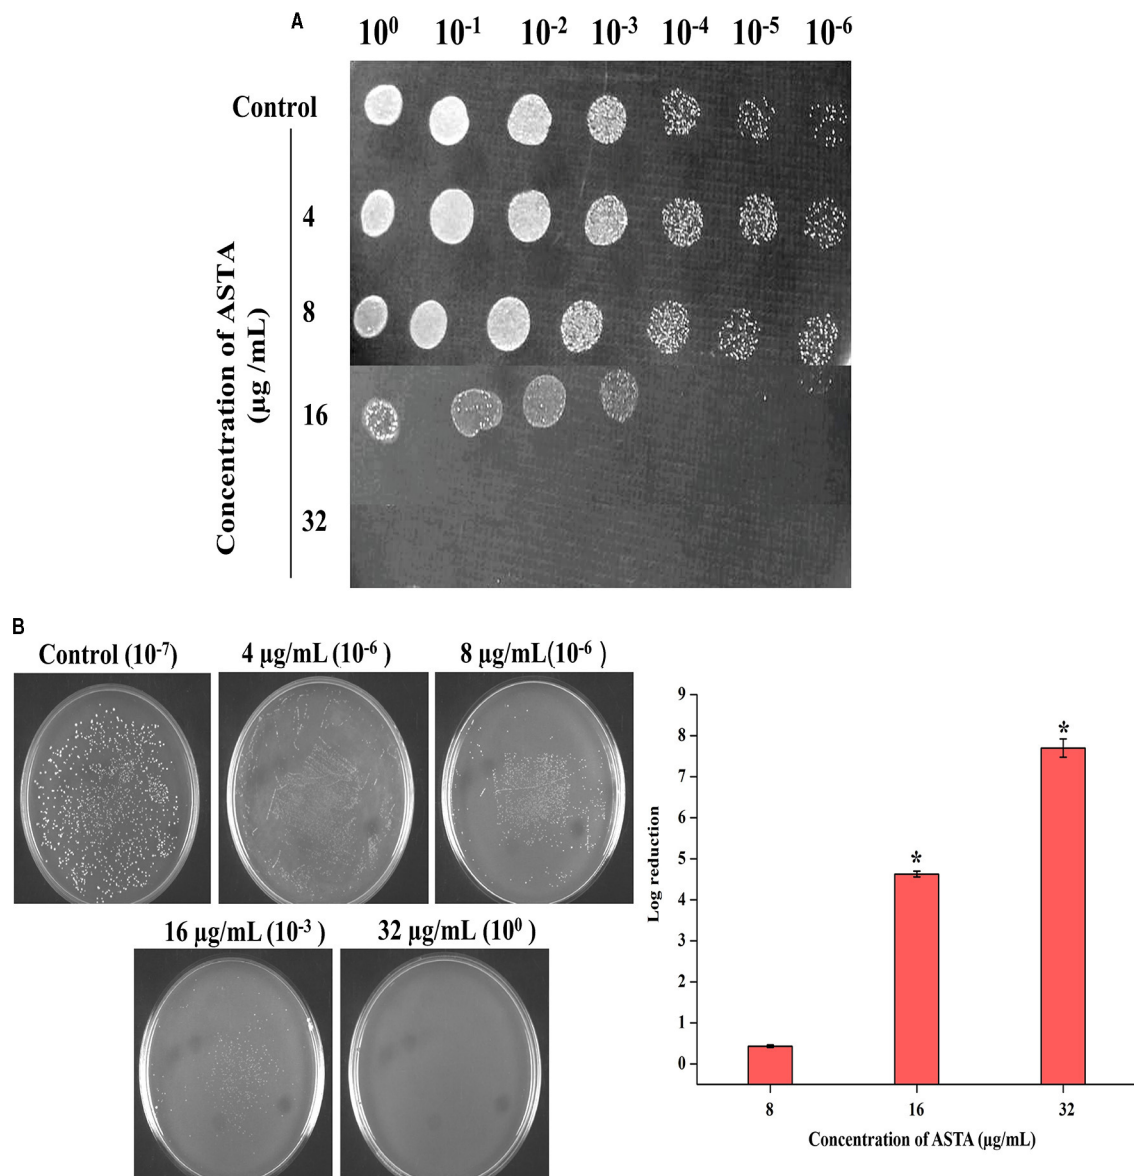 A
10⁰ 10⁻¹ 10⁻² 10⁻³ 10⁻⁴ 10⁻⁵ 10⁻⁶
Control
4
8
16
32
Concentration of ASTA
(µg /mL)
B
Control (10⁻⁷)
4 µg/mL (10⁻⁶ )
8 µg/mL(10⁻⁶ )
16 µg/mL (10⁻³ )
32 µg/mL (10⁰ )
9
8
7
6
5
4
3
2
1
0
Log reduction
*
*
8 16 32
Concentration of ASTA (µg/mL)